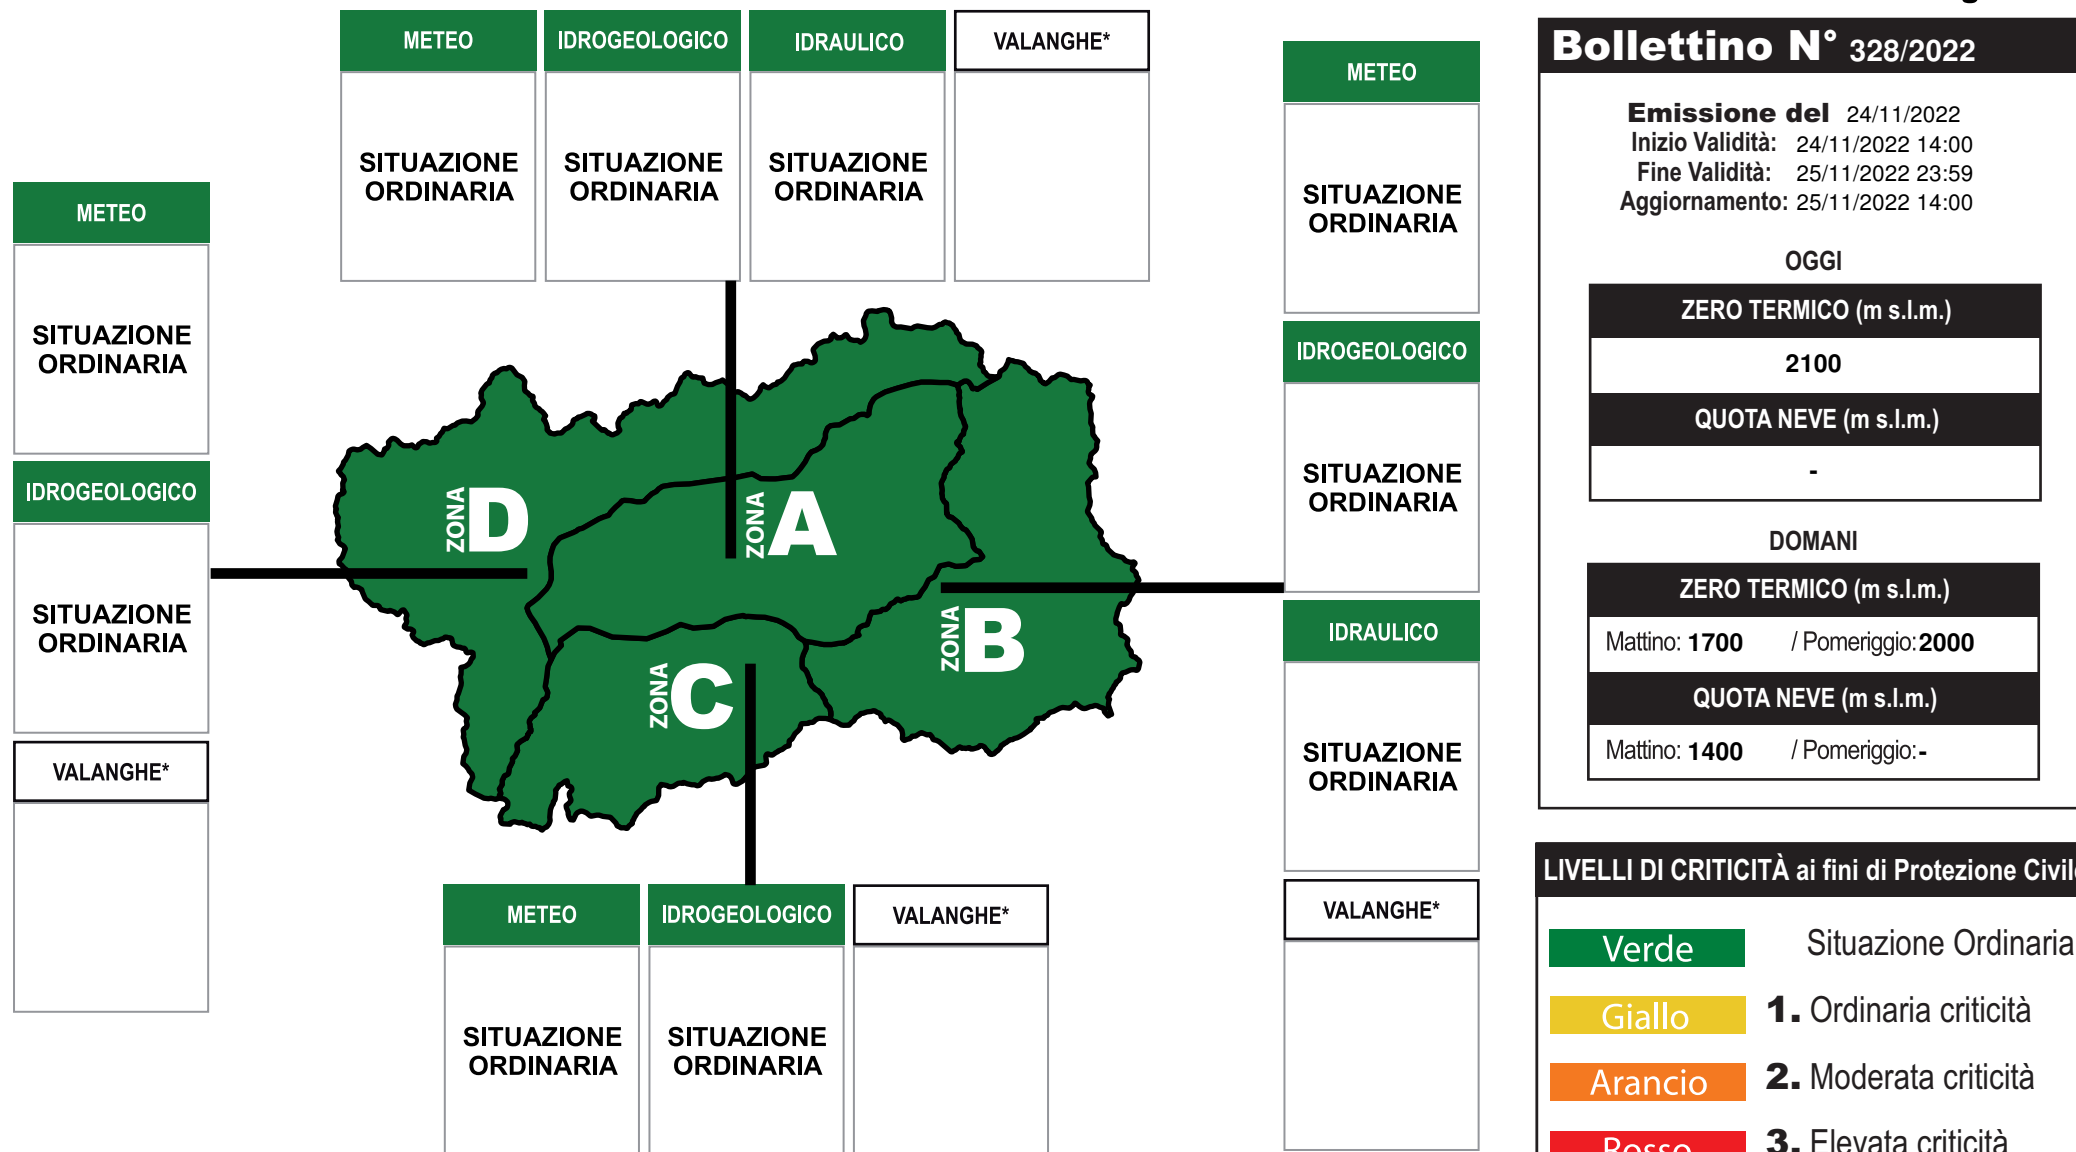 METEO
IDROGEOLOGICO
IDRAULICO
VALANGHE*
SITUAZIONE
ORDINARIA
SITUAZIONE
ORDINARIA
SITUAZIONE
ORDINARIA
METEO
SITUAZIONE
ORDINARIA
IDROGEOLOGICO
SITUAZIONE
ORDINARIA
VALANGHE*
ZONA D
ZONA A
ZONA B
ZONA C
METEO
SITUAZIONE
ORDINARIA
IDROGEOLOGICO
SITUAZIONE
ORDINARIA
IDRAULICO
SITUAZIONE
ORDINARIA
VALANGHE*
METEO
IDROGEOLOGICO
VALANGHE*
SITUAZIONE
ORDINARIA
SITUAZIONE
ORDINARIA
Bollettino N° 328/2022
Emissione del 24/11/2022
Inizio Validità: 24/11/2022 14:00
Fine Validità: 25/11/2022 23:59
Aggiornamento: 25/11/2022 14:00
OGGI
ZERO TERMICO (m s.l.m.)
2100
QUOTA NEVE (m s.l.m.)
-
DOMANI
ZERO TERMICO (m s.l.m.)
Mattino: 1700 / Pomeriggio: 2000
QUOTA NEVE (m s.l.m.)
Mattino: 1400 / Pomeriggio: -
LIVELLI DI CRITICITÀ ai fini di Protezione Civile
Verde Situazione Ordinaria
Giallo 1. Ordinaria criticità
Arancio 2. Moderata criticità
Rosso 3. Elevata criticità